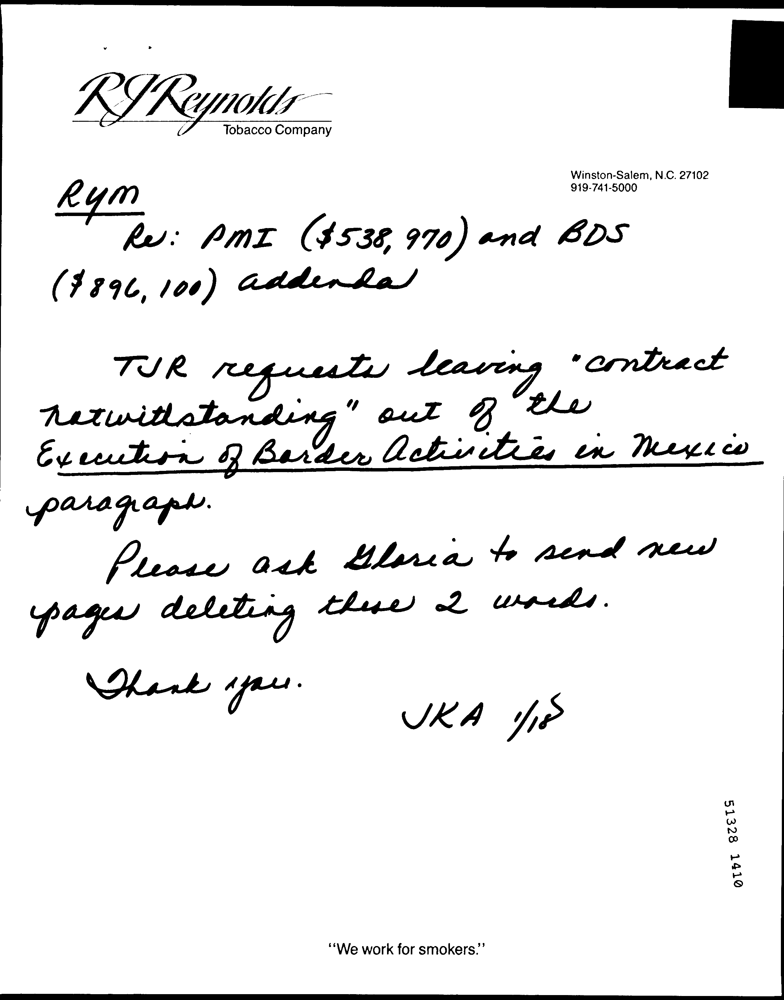 RJReynolds
Tobacco Company
Winston-Salem, N.C. 27102
919-741-5000
Rym
Re: PMI ($538,970) and BDS
($896,100) addenda
TJR requests leaving "contract
notwithstanding" out of the
Execution of Border Activities in Mexico
paragraph.
Please ask Gloria to send new
pages deleting these 2 words.
Thank you.
JKA 1/18
51328 1410
"We work for smokers."